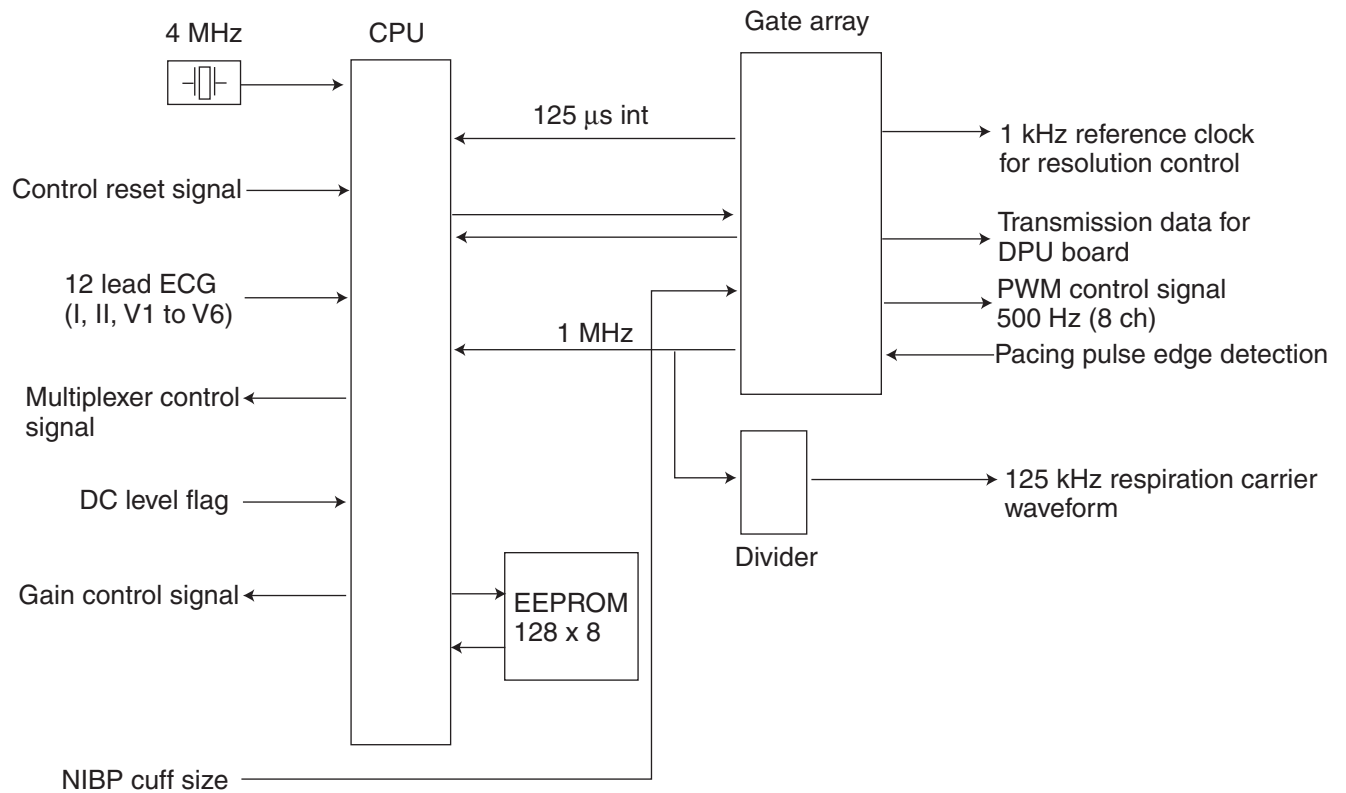 4 MHz
CPU
Gate array
125 μs int
1 kHz reference clock
for resolution control
Control reset signal
Transmission data for
DPU board
12 lead ECG
(I, II, V1 to V6)
PWM control signal
500 Hz (8 ch)
1 MHz
Pacing pulse edge detection
Multiplexer control
signal
DC level flag
125 kHz respiration carrier
waveform
Divider
Gain control signal
EEPROM
128 x 8
NIBP cuff size